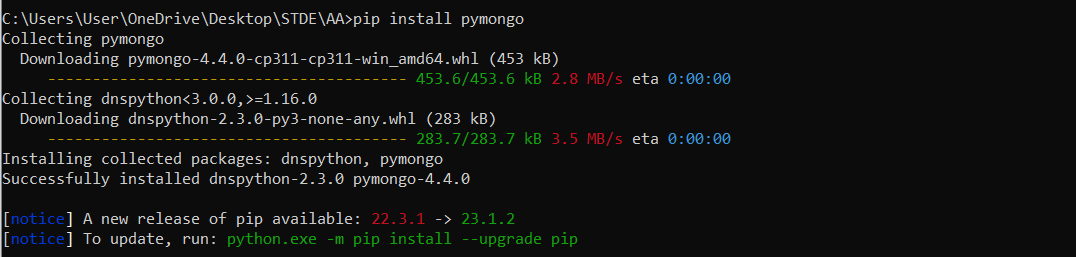 C:\Users\User\OneDrive\Desktop\STDE\AA>pip install pymongo
Collecting pymongo
  Downloading pymongo-4.4.0-cp311-cp311-win_amd64.whl (453 kB)
     ---------------------------------------- 453.6/453.6 kB 2.8 MB/s eta 0:00:00
Collecting dnspython<3.0.0,>=1.16.0
  Downloading dnspython-2.3.0-py3-none-any.whl (283 kB)
     ---------------------------------------- 283.7/283.7 kB 3.5 MB/s eta 0:00:00
Installing collected packages: dnspython, pymongo
Successfully installed dnspython-2.3.0 pymongo-4.4.0

[notice] A new release of pip available: 22.3.1 -> 23.1.2
[notice] To update, run: python.exe -m pip install --upgrade pip